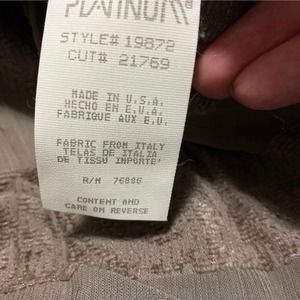 PLATINUM®
STYLE# 19872
CUT# 21769
MADE IN U.S.A.
HECHO EN E.U.A.
FABRIQUE AUX E.U.
FABRIC FROM ITALY
TELAS DE ITALIA
DE TISSU IMPORTE'
R/N 76886
CONTENT AND
CARE ON REVERSE